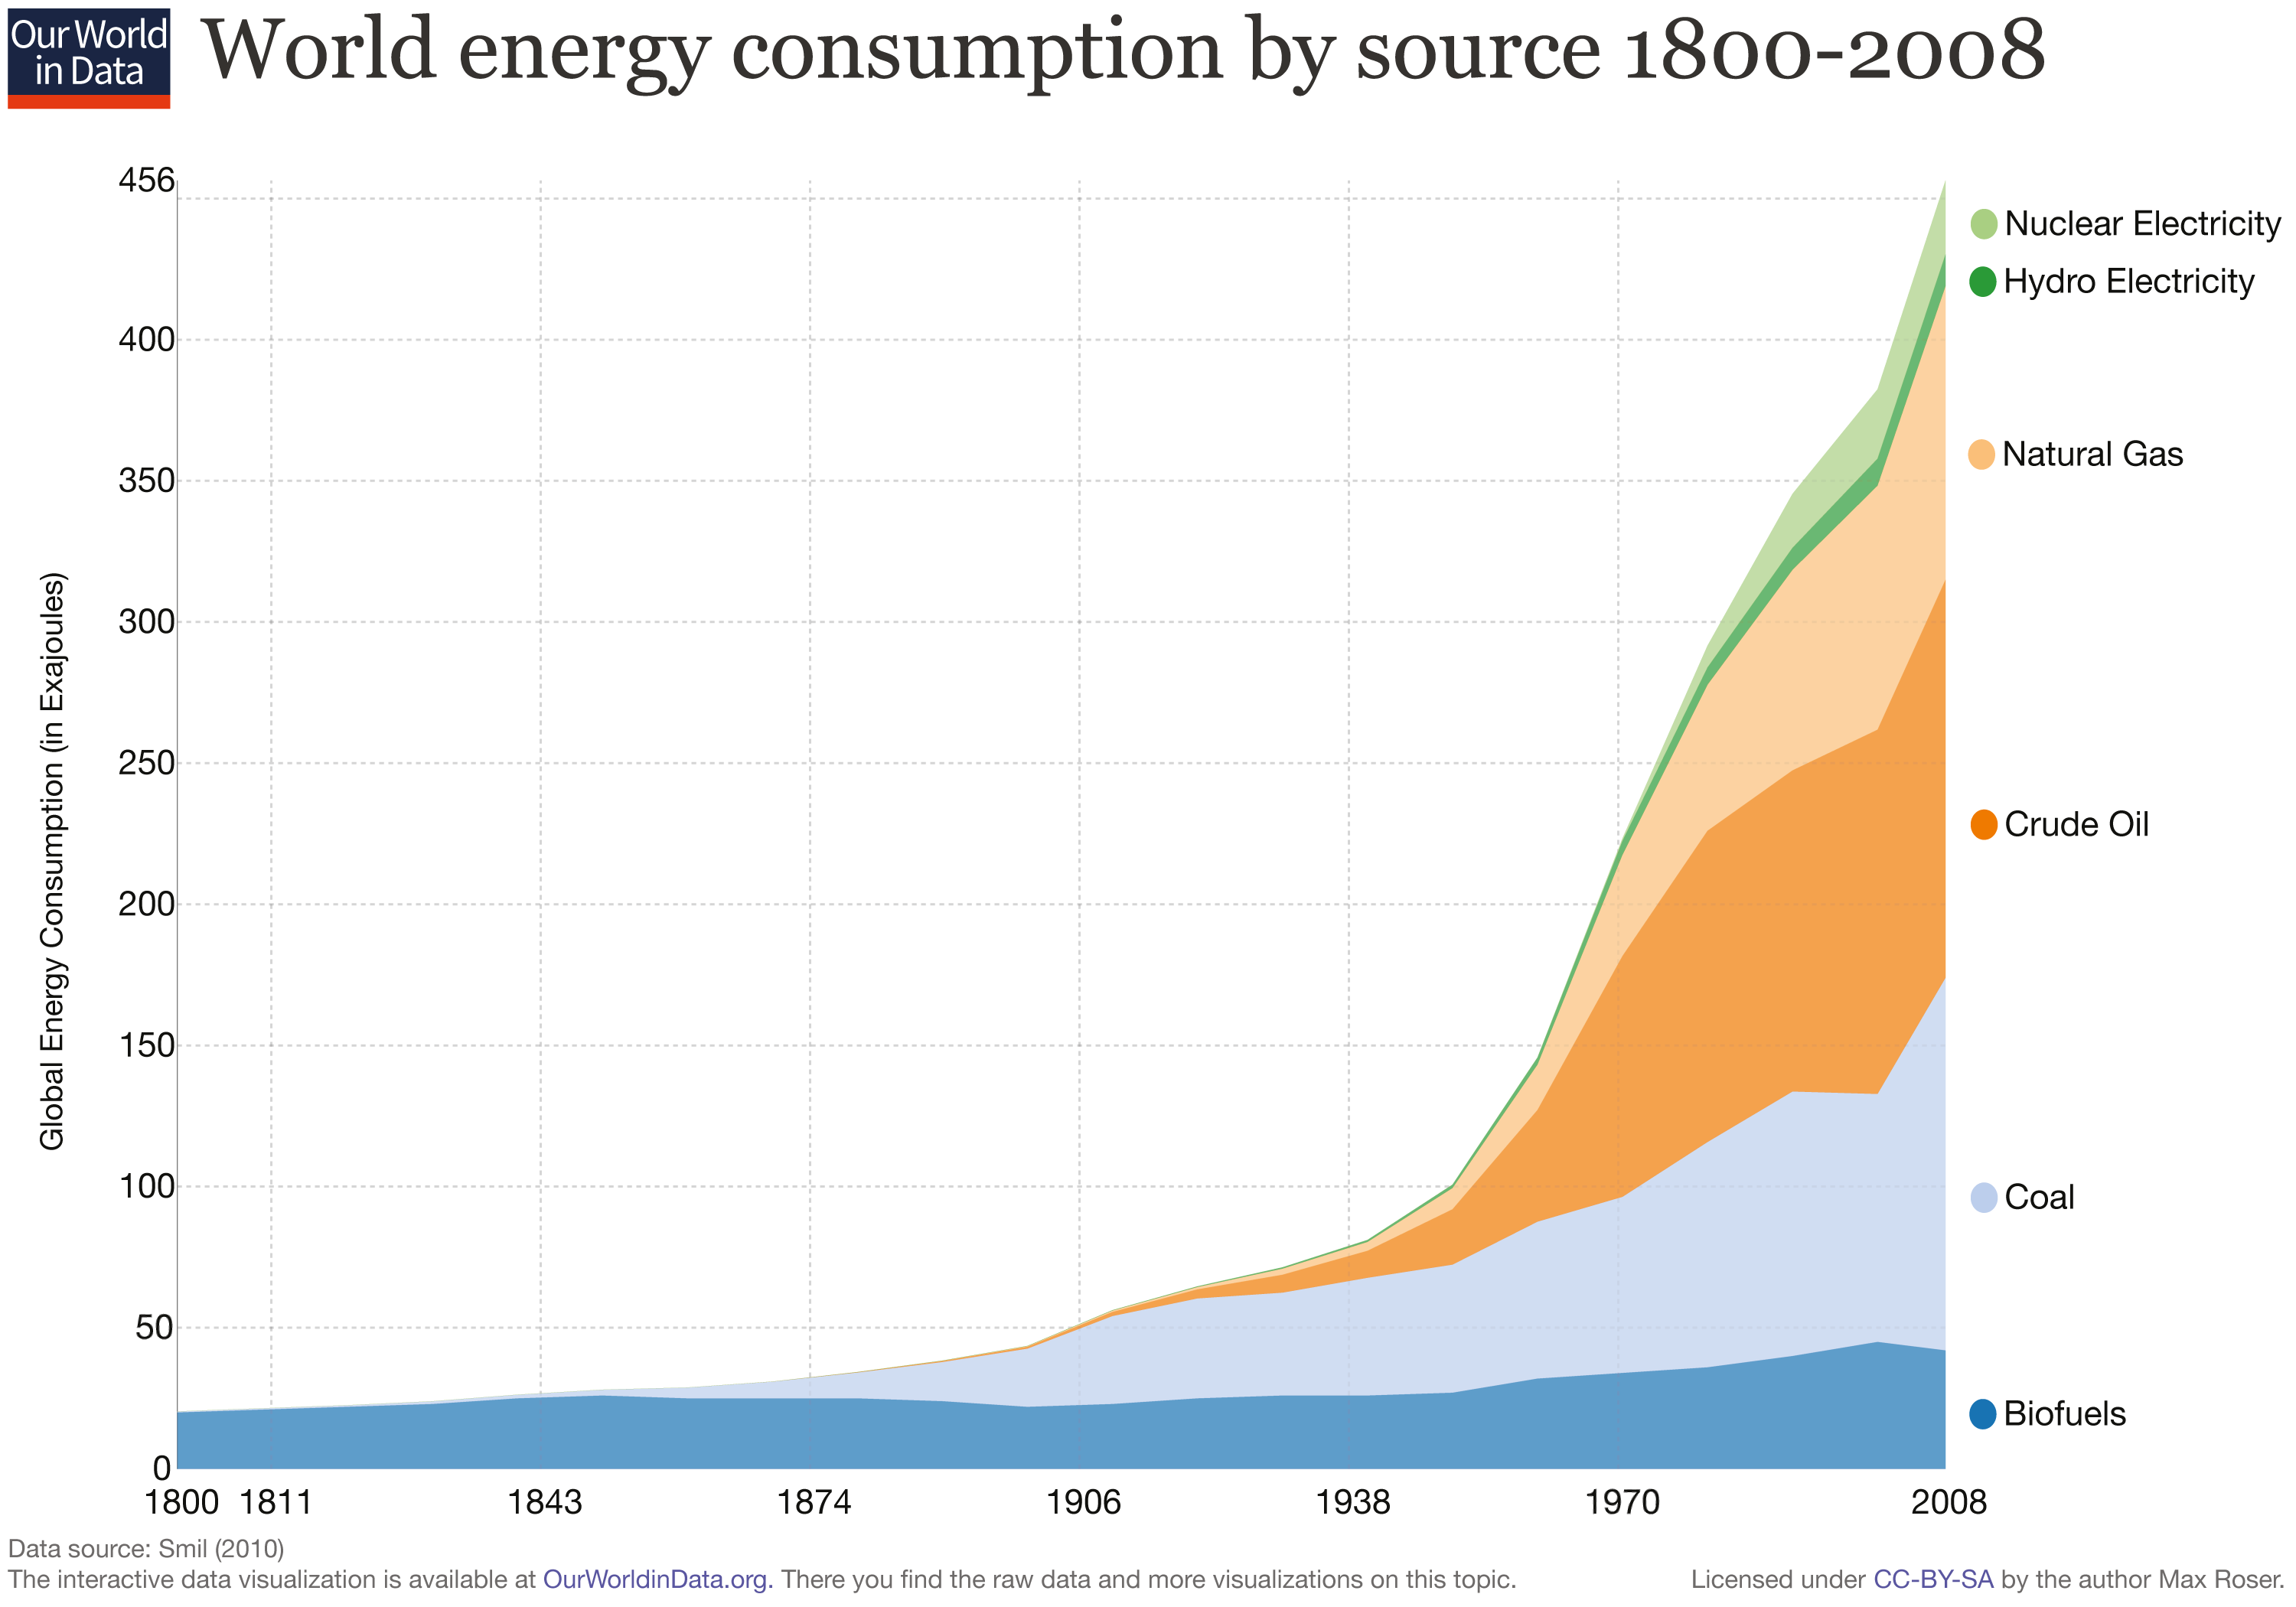 Our World
in Data
World energy consumption by source 1800-2008
456
400
350
300
250
200
150
100
50
0
Global Energy Consumption (in Exajoules)
Nuclear Electricity
Hydro Electricity
Natural Gas
Crude Oil
Coal
Biofuels
1800 1811 1843 1874 1906 1938 1970 2008
Data source: Smil (2010)
The interactive data visualization is available at OurWorldinData.org. There you find the raw data and more visualizations on this topic.
Licensed under CC-BY-SA by the author Max Roser.